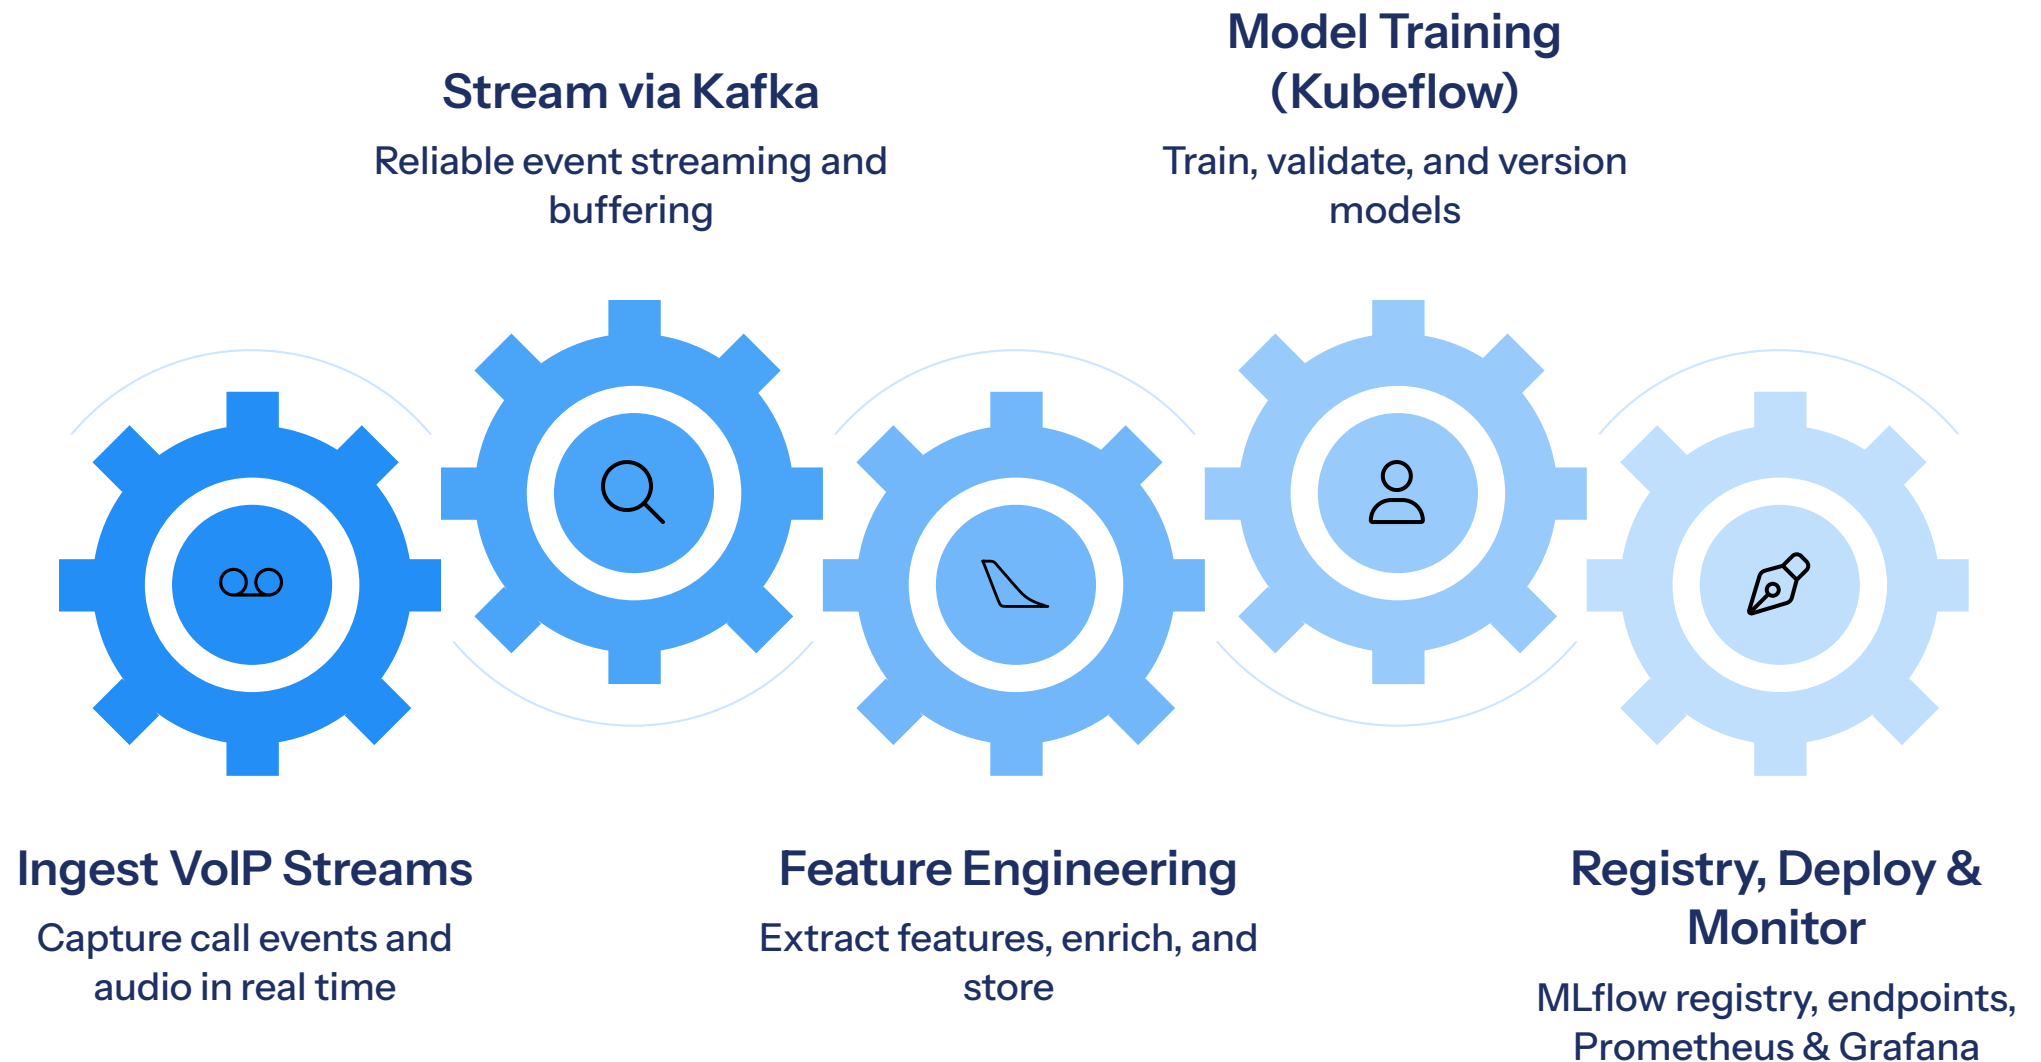 Ingest VoIP Streams
Capture call events and
audio in real time
Stream via Kafka
Reliable event streaming and
buffering
Feature Engineering
Extract features, enrich, and
store
Model Training
(Kubeflow)
Train, validate, and version
models
Registry, Deploy &
Monitor
MLflow registry, endpoints,
Prometheus & Grafana